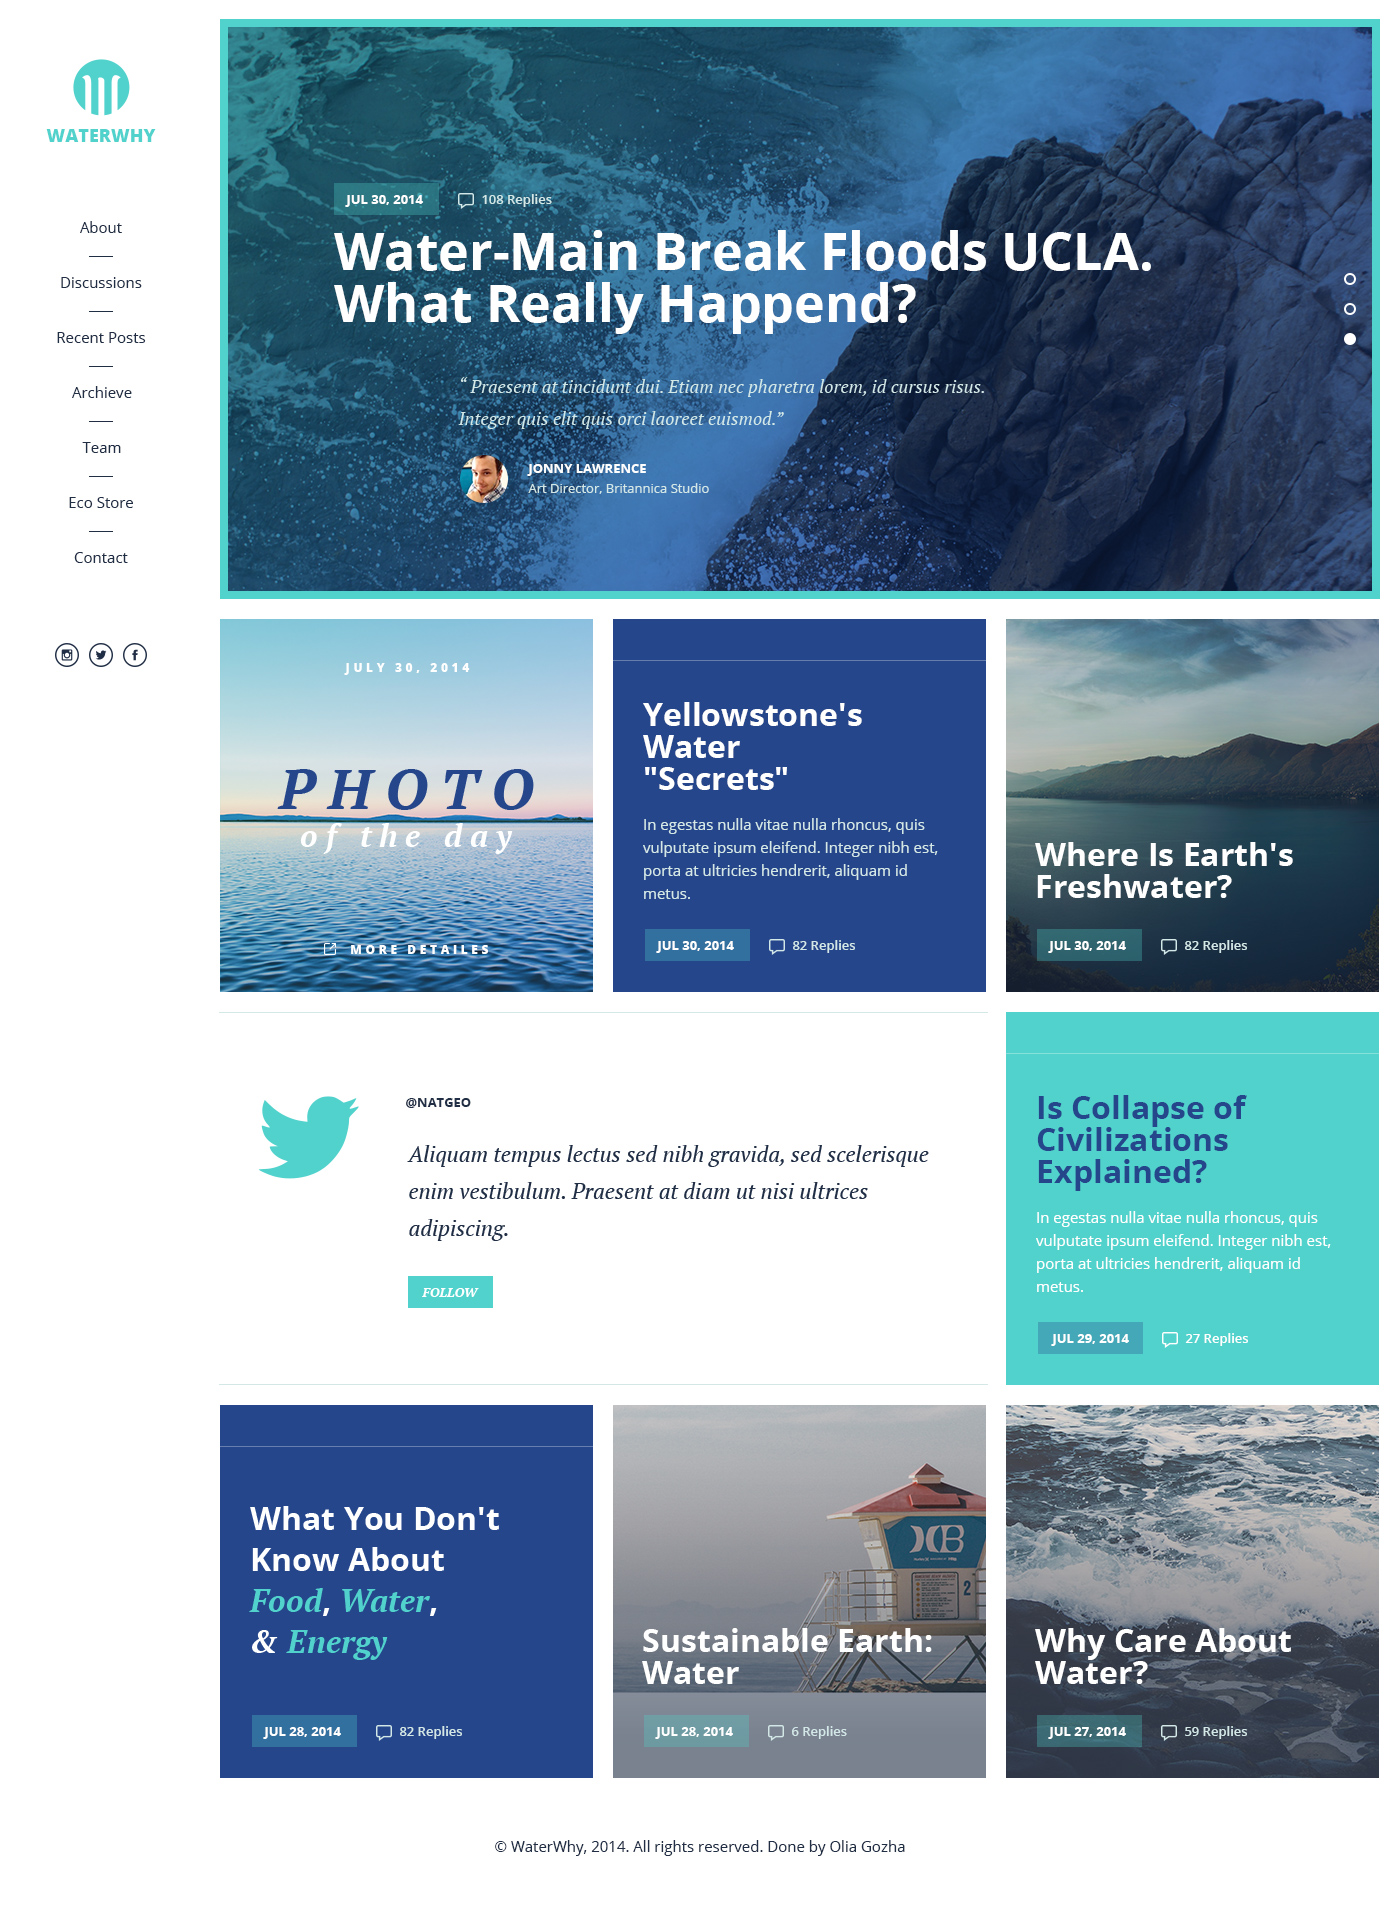 WATERWHY
About
Discussions
Recent Posts
Archieve
Team
Eco Store
Contact
JUL 30, 2014 108 Replies
Water-Main Break Floods UCLA.
What Really Happend?
“ Praesent at tincidunt dui. Etiam nec pharetra lorem, id cursus risus.
Integer quis elit quis orci laoreet euismod.”
JONNY LAWRENCE
Art Director, Britannica Studio
JULY 30, 2014
PHOTO
of the day
MORE DETAILES
Yellowstone's
Water
"Secrets"
In egestas nulla vitae nulla rhoncus, quis
vulputate ipsum eleifend. Integer nibh est,
porta at ultricies hendrerit, aliquam id
metus.
JUL 30, 2014 82 Replies
Where Is Earth's
Freshwater?
JUL 30, 2014 82 Replies
@NATGEO
Aliquam tempus lectus sed nibh gravida, sed scelerisque
enim vestibulum. Praesent at diam ut nisi ultrices
adipiscing.
FOLLOW
Is Collapse of
Civilizations
Explained?
In egestas nulla vitae nulla rhoncus, quis
vulputate ipsum eleifend. Integer nibh est,
porta at ultricies hendrerit, aliquam id
metus.
JUL 29, 2014 27 Replies
What You Don't
Know About
Food, Water,
& Energy
JUL 28, 2014 82 Replies
2
Sustainable Earth:
Water
JUL 28, 2014 6 Replies
Why Care About
Water?
JUL 27, 2014 59 Replies
© WaterWhy, 2014. All rights reserved. Done by Olia Gozha